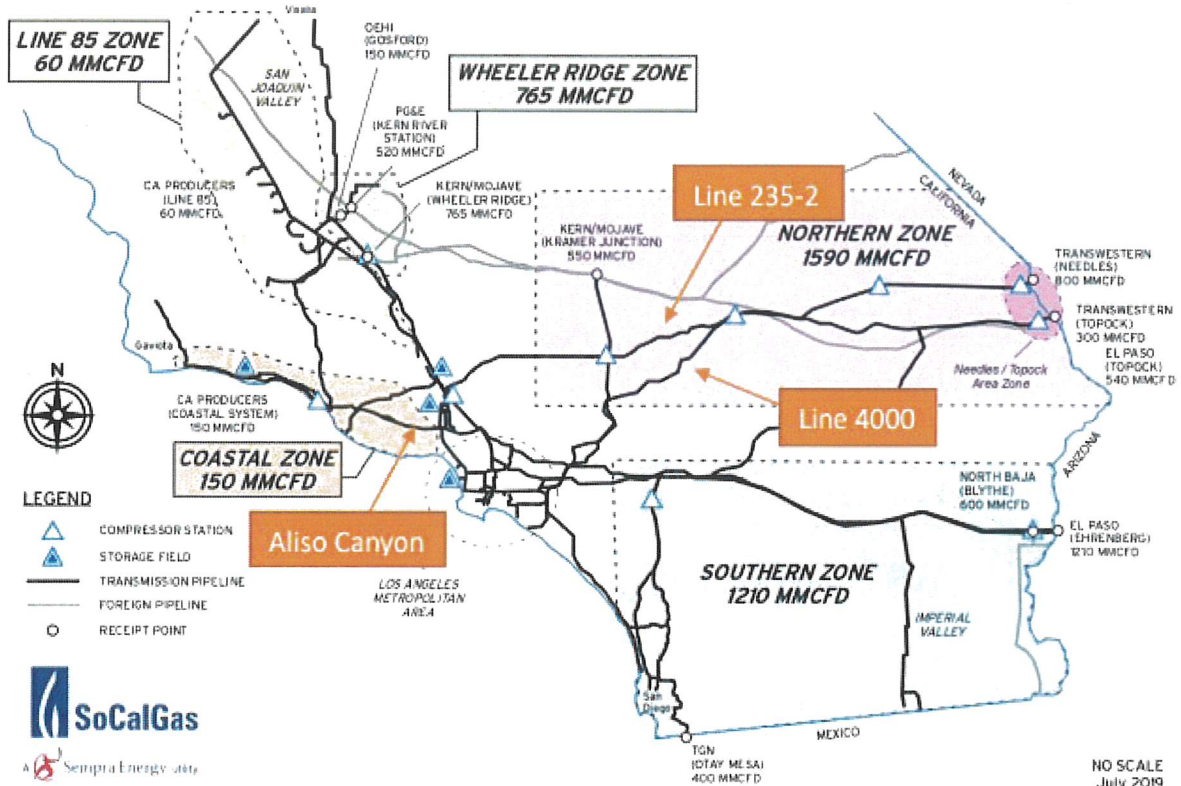 Visalia
LINE 85 ZONE
60 MMCFD
SAN
JOAQUIN
VALLEY
OEHI
(GOSFORD)
150 MMCFD
WHEELER RIDGE ZONE
765 MMCFD
PG&E
(KERN RIVER
STATION)
520 MMCFD
CA PRODUCERS
(LINE 85)
60 MMCFD
KERN/MOJAVE
(WHEELER RIDGE)
765 MMCFD
Line 235-2
NEVADA
CALIFORNIA
KERN/MOJAVE
(KRAMER JUNCTION)
550 MMCFD
NORTHERN ZONE
1590 MMCFD
TRANSWESTERN
(NEEDLES)
800 MMCFD
TRANSWESTERN
(TOPOCK)
300 MMCFD
EL PASO
(TOPOCK)
540 MMCFD
Needles / Topock
Area Zone
Gaviota
N
CA PRODUCERS
(COASTAL SYSTEM)
150 MMCFD
Line 4000
COASTAL ZONE
150 MMCFD
ARIZONA
NORTH BAJA
(BLYTHE)
600 MMCFD
EL PASO
(EHRENBERG)
1210 MMCFD
LEGEND
COMPRESSOR STATION
STORAGE FIELD
TRANSMISSION PIPELINE
FOREIGN PIPELINE
RECEIPT POINT
Aliso Canyon
LOS ANGELES
METROPOLITAN
AREA
SOUTHERN ZONE
1210 MMCFD
IMPERIAL
VALLEY
San
Diego
MEXICO
TGN
(OTAY MESA)
400 MMCFD
SoCalGas
A Sempra Energy utility
NO SCALE
July 2019